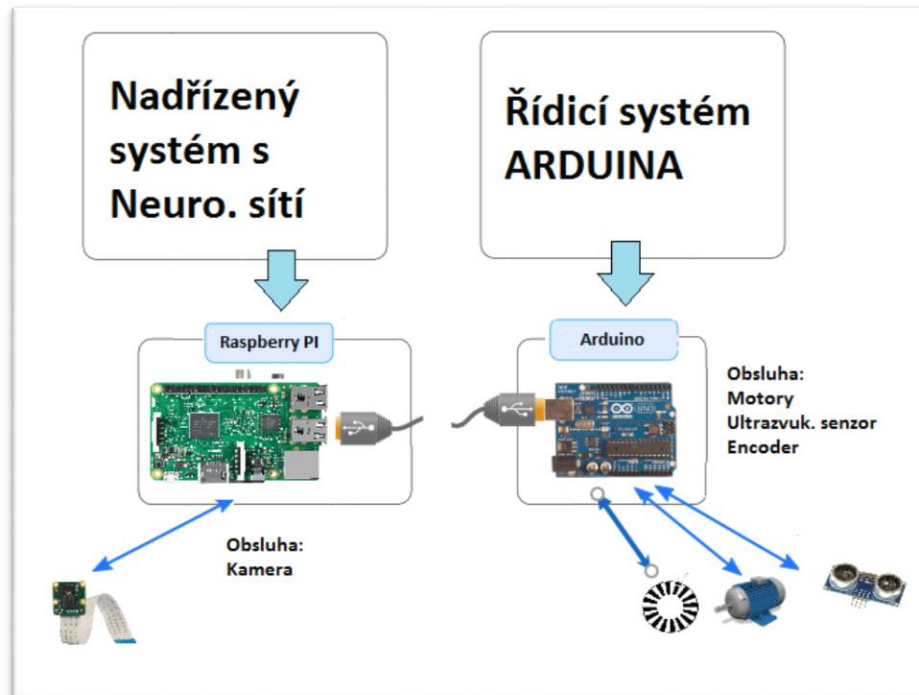 Nadřízený
systém s
Neuro. sítí
Řídicí systém
ARDUINA
Raspberry PI
Obsluha:
Kamera
Arduino
Obsluha:
Motory
Ultrazvuk. senzor
Encoder